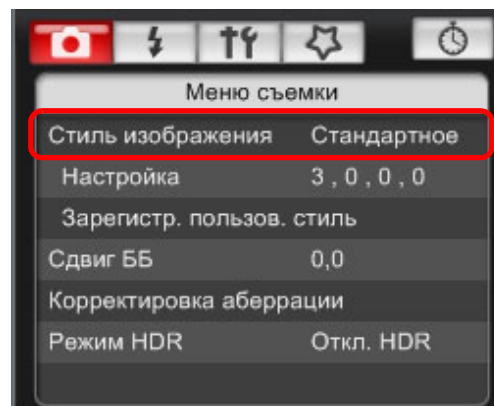 Меню съемки
Стиль изображения Стандартное
Настройка 3 , 0 , 0 , 0
Зарегистр. пользов. стиль
Сдвиг ББ 0,0
Корректировка аберрации
Режим HDR Откл. HDR